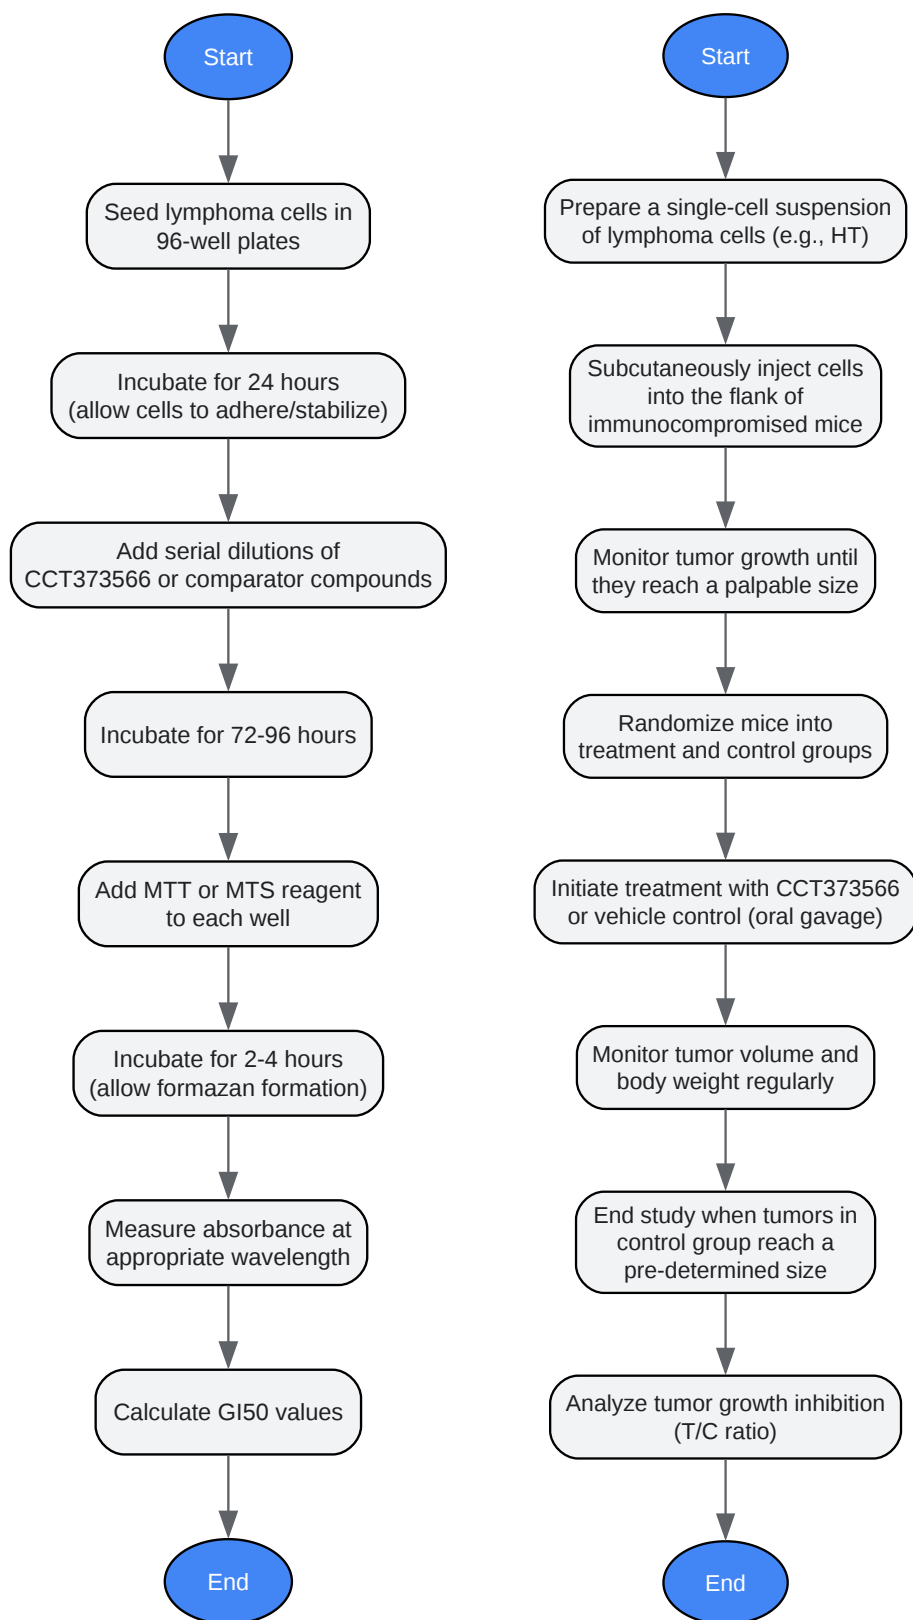 Start
Seed lymphoma cells in
96-well plates
Incubate for 24 hours
(allow cells to adhere/stabilize)
Add serial dilutions of
CCT373566 or comparator compounds
Incubate for 72-96 hours
Add MTT or MTS reagent
to each well
Incubate for 2-4 hours
(allow formazan formation)
Measure absorbance at
appropriate wavelength
Calculate GI50 values
End
Start
Prepare a single-cell suspension
of lymphoma cells (e.g., HT)
Subcutaneously inject cells
into the flank of
immunocompromised mice
Monitor tumor growth until
they reach a palpable size
Randomize mice into
treatment and control groups
Initiate treatment with CCT373566
or vehicle control (oral gavage)
Monitor tumor volume and
body weight regularly
End study when tumors in
control group reach a
pre-determined size
Analyze tumor growth inhibition
(T/C ratio)
End